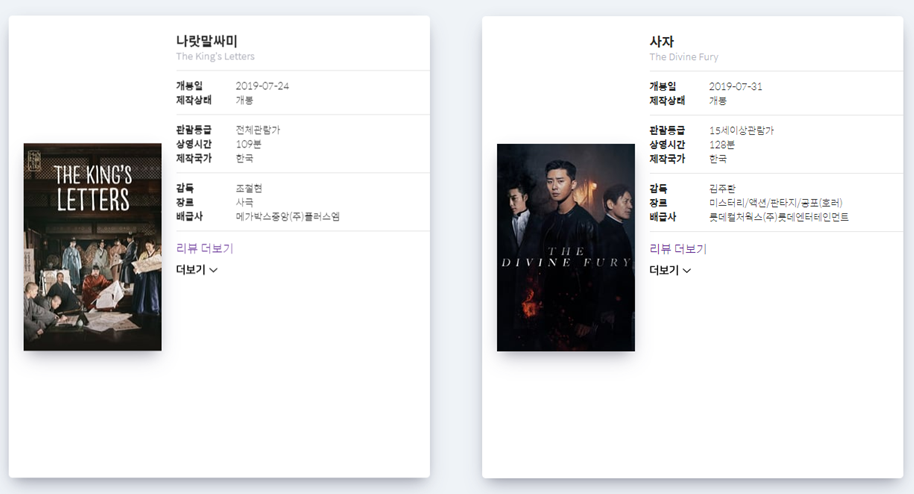 나랏말싸미
The King's Letters
개봉일 2019-07-24
제작상태 개봉
관람등급 전체관람가
상영시간 109분
제작국가 한국
감독 조철현
장르 사극
배급사 메가박스중앙(주)플러스엠
리뷰 더보기
더보기
THE KING'S
LETTERS
사자
The Divine Fury
개봉일 2019-07-31
제작상태 개봉
관람등급 15세이상관람가
상영시간 128분
제작국가 한국
감독 김주환
장르 미스터리/액션/판타지/공포(호러)
배급사 롯데컬처웍스(주)롯데엔터테인먼트
리뷰 더보기
더보기
THE
DIVINE FURY